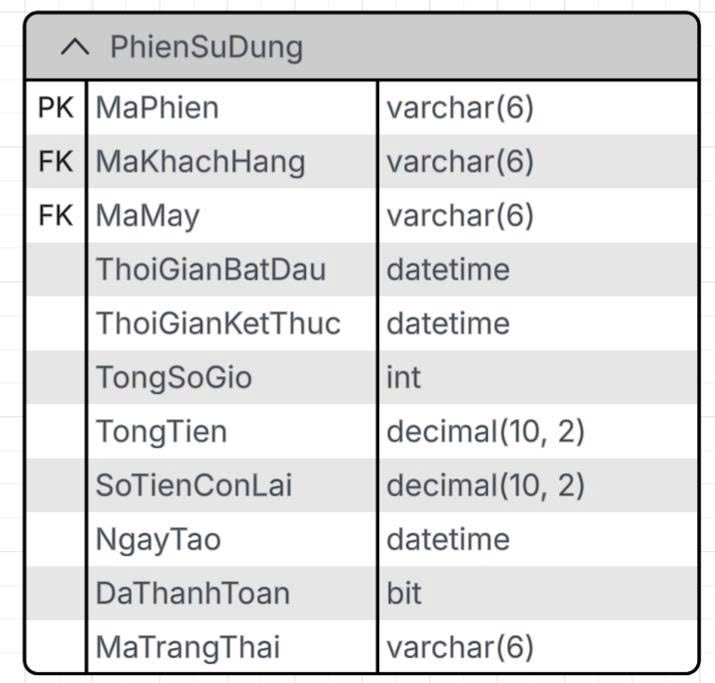 PhienSuDung
PK MaPhien varchar(6)
FK MaKhachHang varchar(6)
FK MaMay varchar(6)
ThoiGianBatDau datetime
ThoiGianKetThuc datetime
TongSoGio int
TongTien decimal(10, 2)
SoTienConLai decimal(10, 2)
NgayTao datetime
DaThanhToan bit
MaTrangThai varchar(6)